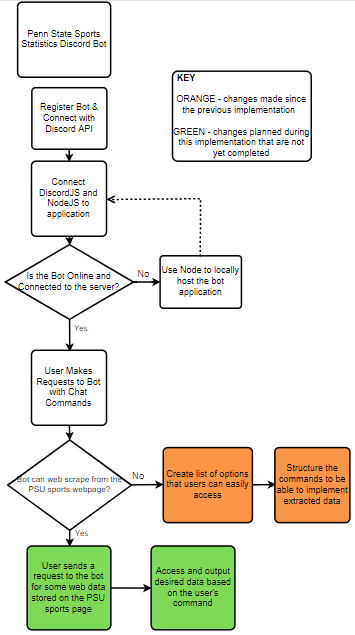 Penn State Sports
Statistics Discord Bot
KEY
ORANGE - changes made since
the previous implementation
GREEN - changes planned during
this implementation that are not
yet completed
Register Bot &
Connect with
Discord API
Connect
DiscordJS and
NodeJS to
application
Is the Bot Online and
Connected to the server?
No
Use Node to locally
host the bot
application
Yes
User Makes
Requests to Bot
with Chat
Commands
Bot can web scrape from the
PSU sports webpage?
No
Create list of options
that users can easily
access
Structure the
commands to be
able to implement
extracted data
Yes
User sends a
request to the bot
for some web data
stored on the PSU
sports page
Access and output
desired data based
on the user's
command